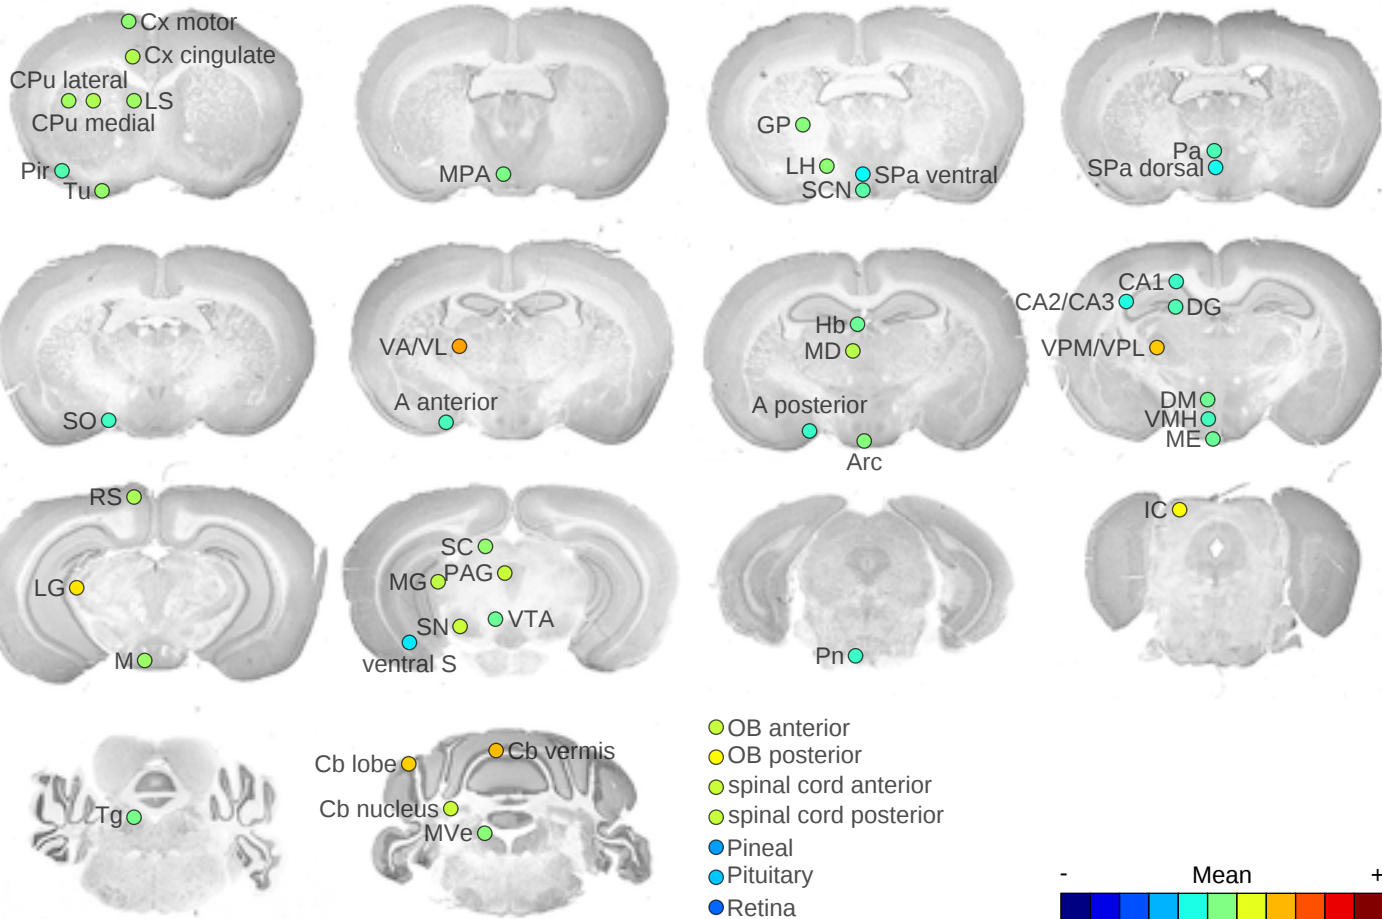 Cx motor
Cx cingulate
CPu lateral
LS
CPu medial
Pir
Tu
MPA
GP
LH
SPa ventral
SCN
Pa
SPa dorsal
SO
VA/VL
A anterior
Hb
MD
A posterior
Arc
CA1
CA2/CA3
DG
VPM/VPL
DM
VMH
ME
RS
LG
M
SC
MG
PAG
SN
VTA
ventral S
Pn
IC
Tg
Cb lobe
Cb vermis
Cb nucleus
MVe
OB anterior
OB posterior
spinal cord anterior
spinal cord posterior
Pineal
Pituitary
Retina
- Mean +